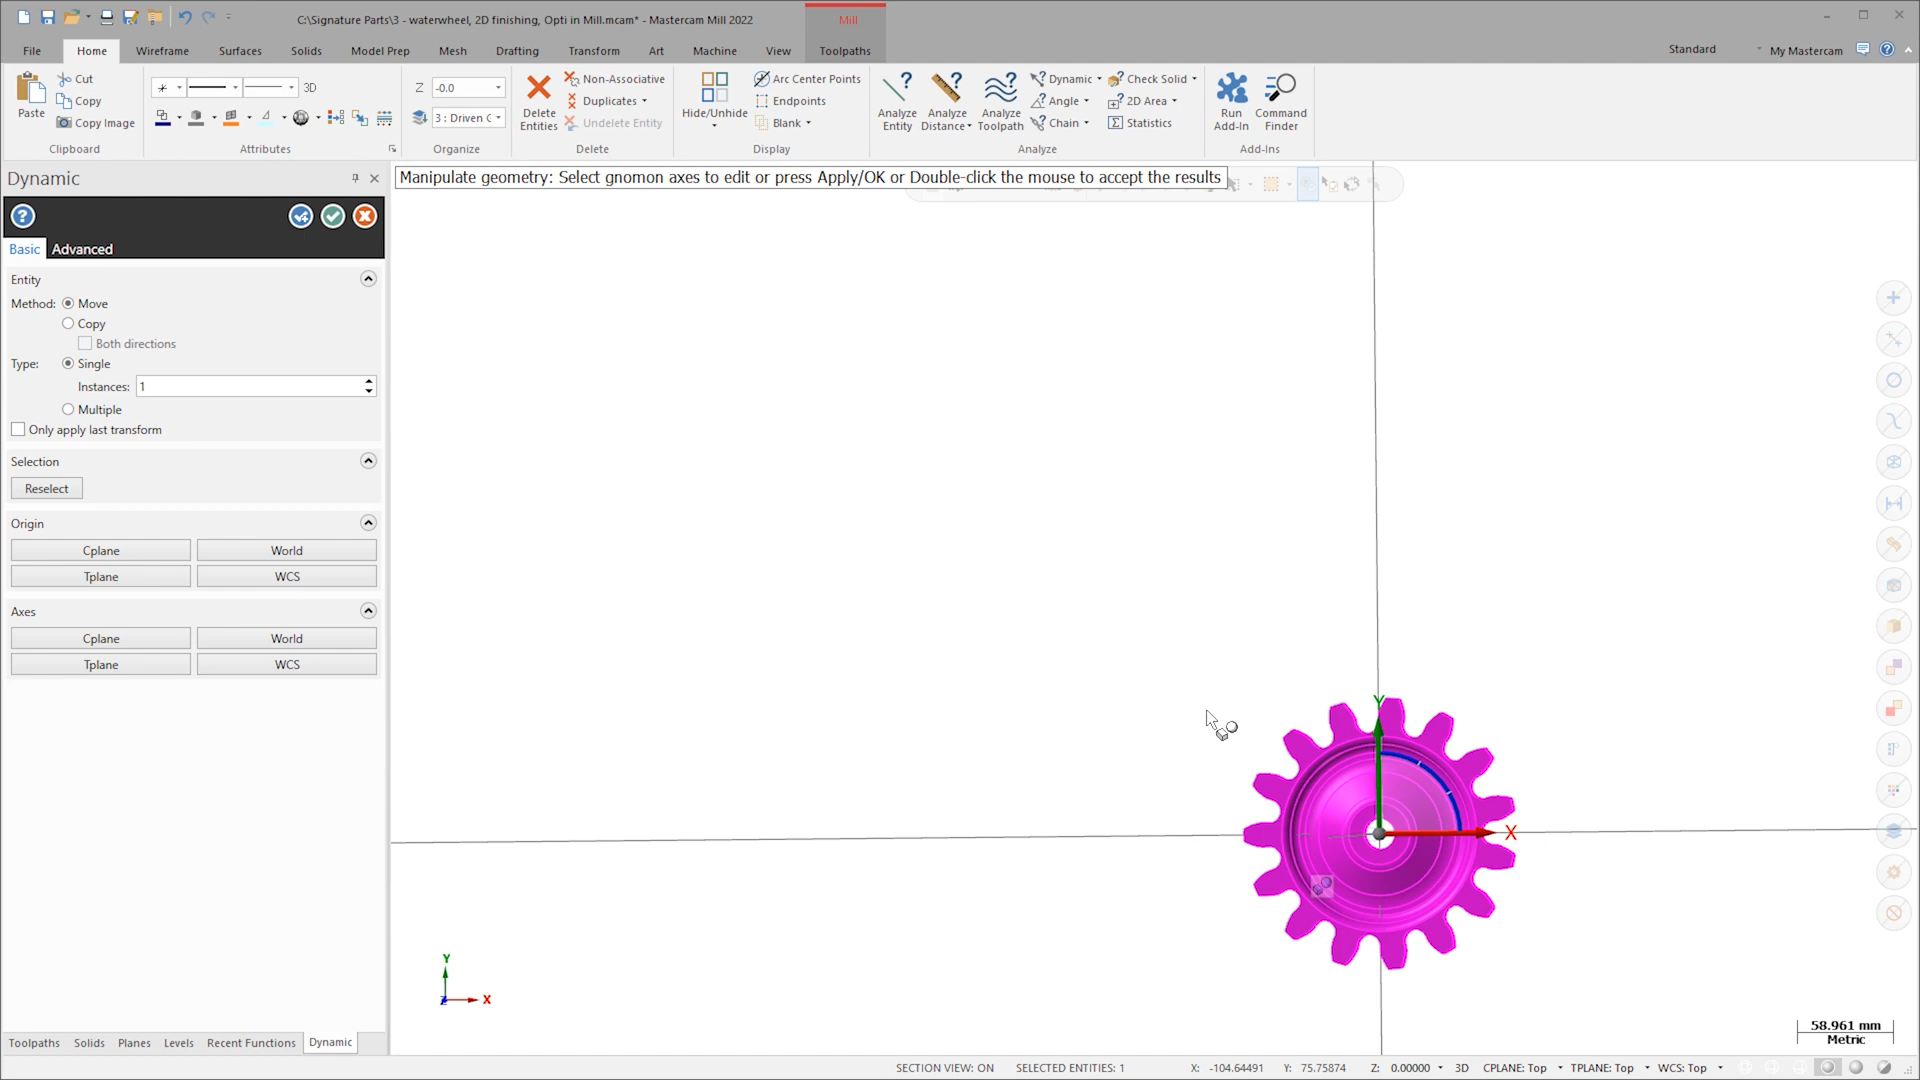 C:\Signature Parts\3 - waterwheel, 2D finishing, Opti in Mill.mcam* - Mastercam Mill 2022
Mill
File Home Wireframe Surfaces Solids Model Prep Mesh Drafting Transform Art Machine View Toolpaths
Standard My Mastercam
Paste
Cut
Copy
Copy Image
Clipboard
3D
Attributes
Z -0.0
3 : Driven G
Organize
Delete Entities
Non-Associative
Duplicates
Undelete Entity
Delete
Hide/Unhide
Arc Center Points
Endpoints
Blank
Display
Analyze Entity
Analyze Distance
Analyze Toolpath
Dynamic
Angle
Chain
Check Solid
2D Area
Statistics
Analyze
Run Add-In
Command Finder
Add-Ins
Dynamic
Basic Advanced
Entity
Method: Move
Copy
Both directions
Type: Single
Instances: 1
Multiple
Only apply last transform
Selection
Reselect
Origin
Cplane World
Tplane WCS
Axes
Cplane World
Tplane WCS
Toolpaths Solids Planes Levels Recent Functions Dynamic
Manipulate geometry: Select gnomon axes to edit or press Apply/OK or Double-click the mouse to accept the results
Y
X
Y
Z
X
58.961 mm
Metric
SECTION VIEW: ON SELECTED ENTITIES: 1 X: -104.64491 Y: 75.75874 Z: 0.00000 3D CPLANE: Top TPLANE: Top WCS: Top